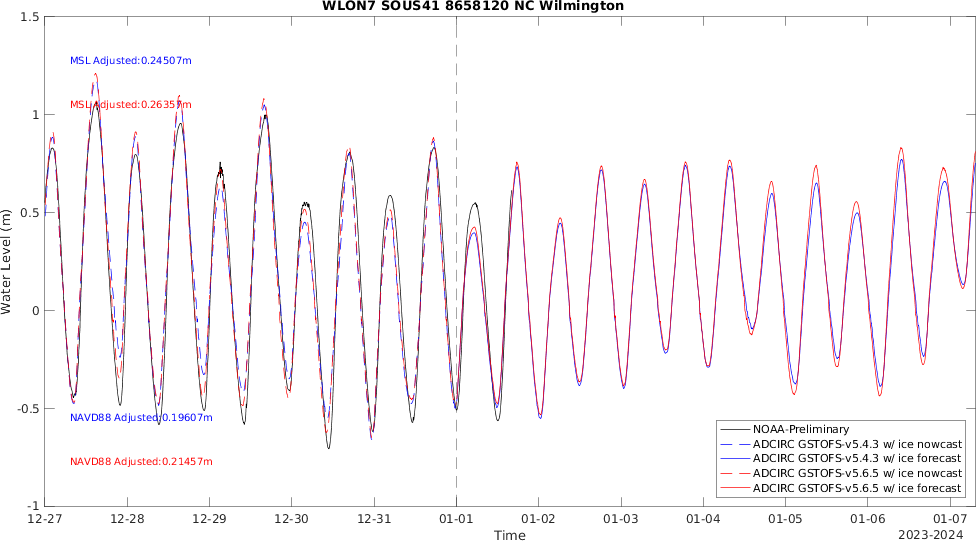 WLON7 SOUS41 8658120 NC Wilmington
1.5
1
0.5
0
-0.5
-1
Water Level (m)
MSL Adjusted:0.24507m
MSL Adjusted:0.26357m
NAVD88 Adjusted:0.19607m
NAVD88 Adjusted:0.21457m
NOAA-Preliminary
ADCIRC GSTOFS-v5.4.3 w/ ice nowcast
ADCIRC GSTOFS-v5.4.3 w/ ice forecast
ADCIRC GSTOFS-v5.6.5 w/ ice nowcast
ADCIRC GSTOFS-v5.6.5 w/ ice forecast
12-27 12-28 12-29 12-30 12-31 01-01 01-02 01-03 01-04 01-05 01-06 01-07
Time
2023-2024